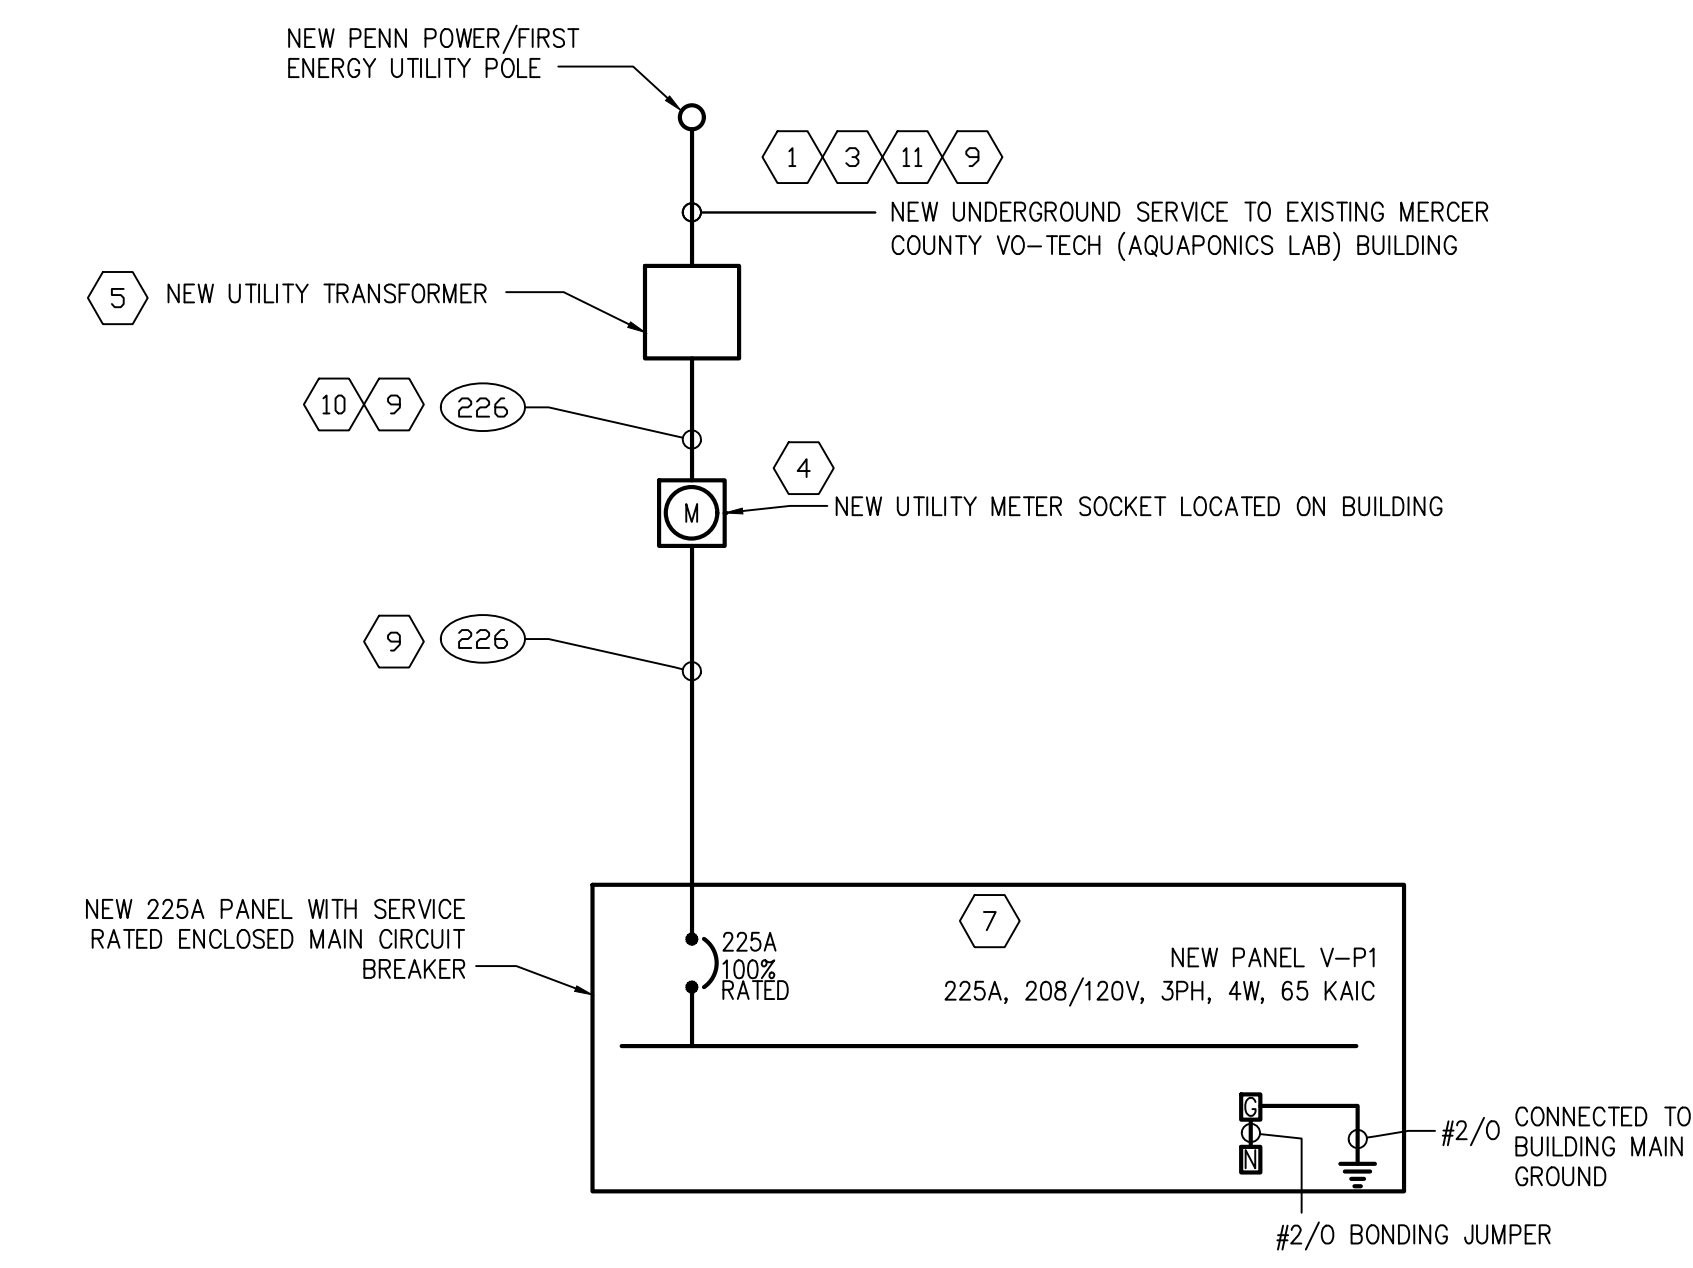 NEW PENN POWER/FIRST
ENERGY UTILITY POLE
1 3 11 9
NEW UNDERGROUND SERVICE TO EXISTING MERCER
COUNTY VO-TECH (AQUAPONICS LAB) BUILDING
5 NEW UTILITY TRANSFORMER
10 9 226
4
NEW UTILITY METER SOCKET LOCATED ON BUILDING
M
9 226
NEW 225A PANEL WITH SERVICE
RATED ENCLOSED MAIN CIRCUIT
BREAKER
7
225A
100%
RATED
NEW PANEL V-P1
225A, 208/120V, 3PH, 4W, 65 KAIC
G
N
#2/0
CONNECTED TO
BUILDING MAIN
GROUND
#2/0 BONDING JUMPER